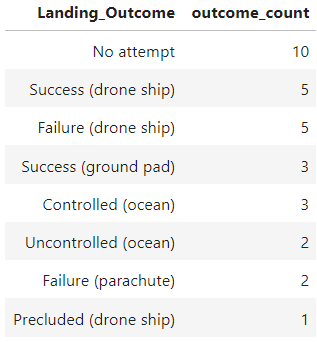 Landing_Outcome outcome_count
No attempt 10
Success (drone ship) 5
Failure (drone ship) 5
Success (ground pad) 3
Controlled (ocean) 3
Uncontrolled (ocean) 2
Failure (parachute) 2
Precluded (drone ship) 1